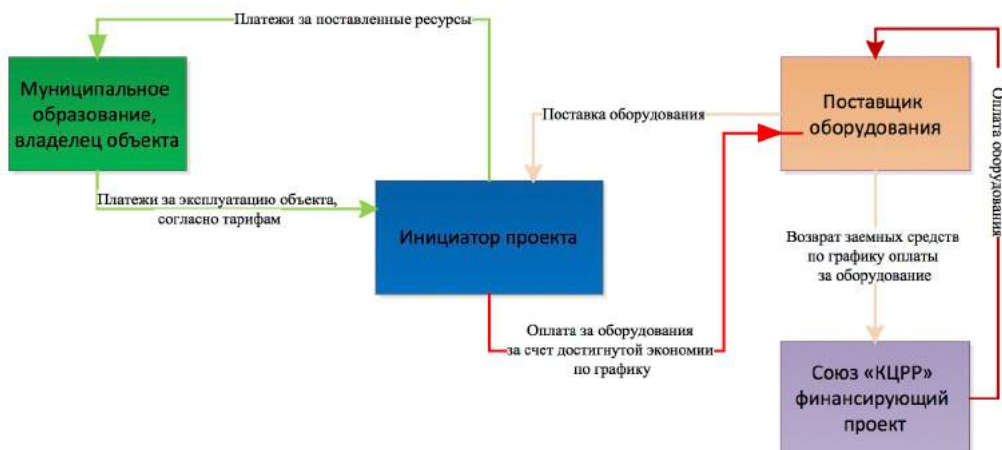 Платежи за поставленные ресурсы
Муниципальное
образование,
владелец объекта
Поставка оборудования
Поставщик
оборудования
Оплата оборудования
Платежи за эксплуатацию объекта,
согласно тарифам
Инициатор проекта
Возврат заемных средств
по графику оплаты
за оборудование
Оплата за оборудования
за счет достигнутой экономии
по графику
Союз «КЦРР»
финансирующий
проект